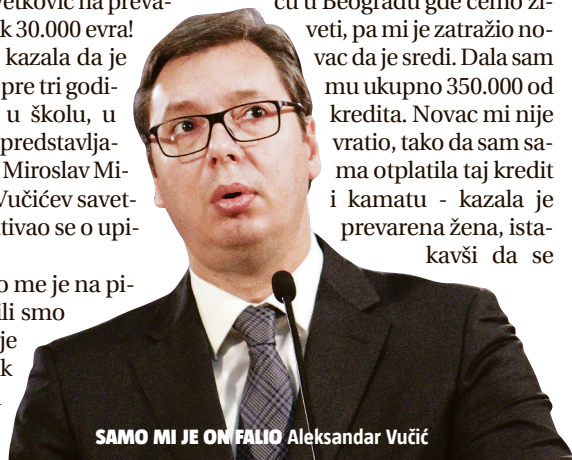 vetković na preva-
k 30.000 evra!
kazala da je
pre tri godi-
u školu, u
predstavlja-
Miroslav Mi-
Vučićev savet-
tivao se o upi-
o me je na pi-
ili smo
je
k
cu u Beogradu gde ćemo ži-
veti, pa mi je zatražio no-
vac da je sredi. Dala sam
mu ukupno 350.000 od
kredita. Novac mi nije
vratio, tako da sam sa-
ma otplatila taj kredit
i kamatu - kazala je
prevarena žena, ista-
kavši da se
SAMO MI JE ON FALIO Aleksandar Vučić